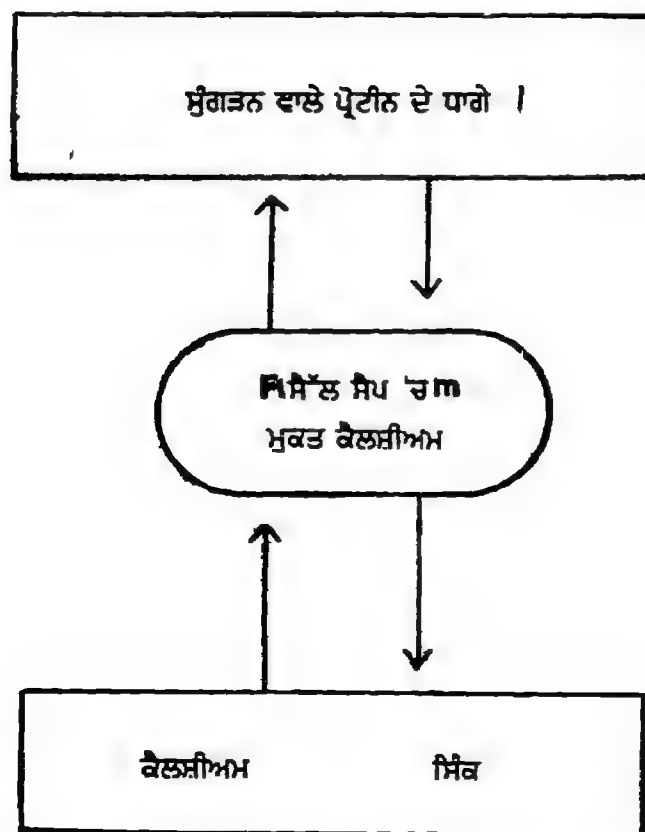 ਸੁੰਗੜਨ ਵਾਲੇ ਪ੍ਰੋਟੀਨ ਦੇ ਧਾਗੇ ।
ਸੈੱਲ ਸੈਪ 'ਚ m
ਮੁਕਤ ਕੈਲਸ਼ੀਅਮ
ਕੈਲਸ਼ੀਅਮ ਸਿੰਕ